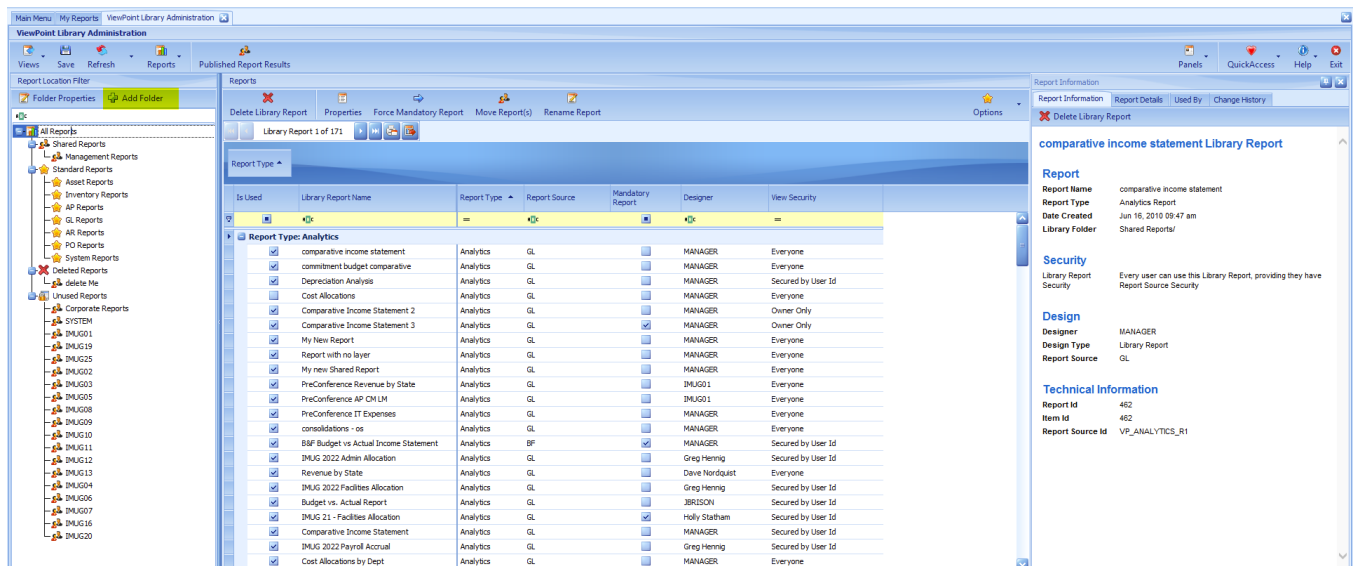 Main Menu My Reports ViewPoint Library Administration
ViewPoint Library Administration
Views Save Refresh Reports Published Report Results Panels QuickAccess Help Exit
Report Location Filter
Folder Properties Add Folder
All Reports
Shared Reports
Management Reports
Standard Reports
Asset Reports
Inventory Reports
AP Reports
GL Reports
AR Reports
PO Reports
System Reports
Deleted Reports
delete Me
Unused Reports
Corporate Reports
SYSTEM
IMUG01
IMUG19
IMUG25
IMUG02
IMUG03
IMUG05
IMUG08
IMUG09
IMUG10
IMUG11
IMUG12
IMUG13
IMUG04
IMUG06
IMUG07
IMUG16
IMUG20
Reports
Delete Library Report Properties Force Mandatory Report Move Report(s) Rename Report Options
Library Report 1 of 171
Report Type
Is Used Library Report Name Report Type Report Source Mandatory Report Designer View Security
= =
Report Type: Analytics
comparative income statement Analytics GL MANAGER Everyone
commitment budget comparative Analytics GL MANAGER Everyone
Depreciation Analysis Analytics GL MANAGER Secured by User Id
Cost Allocations Analytics GL MANAGER Everyone
Comparative Income Statement 2 Analytics GL MANAGER Owner Only
Comparative Income Statement 3 Analytics GL MANAGER Owner Only
My New Report Analytics GL MANAGER Everyone
Report with no layer Analytics GL MANAGER Everyone
My new Shared Report Analytics GL MANAGER Everyone
PreConference Revenue by State Analytics GL IMUG01 Everyone
PreConference AP CM LM Analytics GL IMUG01 Everyone
PreConference IT Expenses Analytics GL MANAGER Everyone
consolidations - os Analytics GL MANAGER Everyone
B&F Budget vs Actual Income Statement Analytics BF MANAGER Secured by User Id
IMUG 2022 Admin Allocation Analytics GL Greg Hennig Secured by User Id
Revenue by State Analytics GL Dave Nordquist Everyone
IMUG 2022 Facilities Allocation Analytics GL Greg Hennig Secured by User Id
Budget vs. Actual Report Analytics GL JBRISON Secured by User Id
IMUG 21 - Facilities Allocation Analytics GL Holly Statham Secured by User Id
Comparative Income Statement Analytics GL MANAGER Secured by User Id
IMUG 2022 Payroll Accrual Analytics GL Greg Hennig Secured by User Id
Cost Allocations by Dept Analytics GL MANAGER Everyone
Report Information
Report Information Report Details Used By Change History
Delete Library Report
comparative income statement Library Report
Report
Report Name comparative income statement
Report Type Analytics Report
Date Created Jun 16, 2010 09:47 am
Library Folder Shared Reports/
Security
Library Report Every user can use this Library Report, providing they have
Security Report Source Security
Design
Designer MANAGER
Design Type Library Report
Report Source GL
Technical Information
Report Id 462
Item Id 462
Report Source Id VP_ANALYTICS_R1